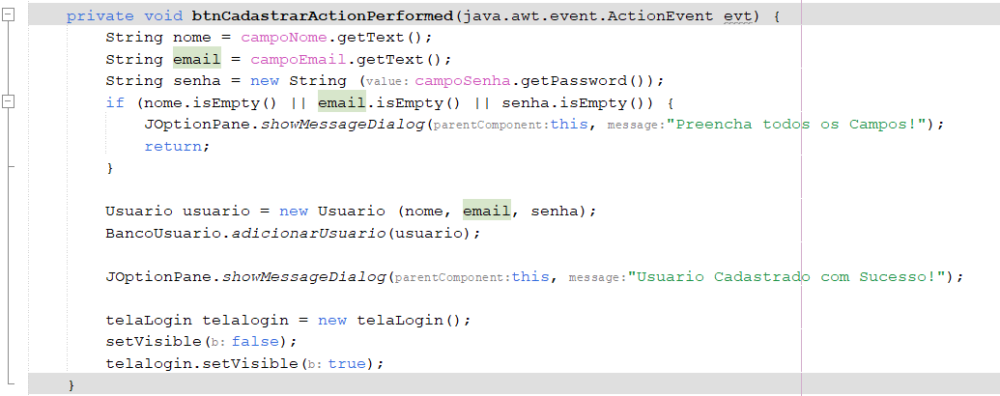 private void btnCadastrarActionPerformed(java.awt.event.ActionEvent evt) {
String nome = campoNome.getText();
String email = campoEmail.getText();
String senha = new String (value: campoSenha.getPassword());
if (nome.isEmpty() || email.isEmpty() || senha.isEmpty()) {
JOptionPane.showMessageDialog(parentComponent: this, message: "Preencha todos os Campos!");
return;
}
Usuario usuario = new Usuario (nome, email, senha);
BancoUsuario.adicionarUsuario(usuario);
JOptionPane.showMessageDialog(parentComponent: this, message: "Usuario Cadastrado com Sucesso!");
telaLogin telalogin = new telaLogin();
setVisible(b: false);
telalogin.setVisible(b: true);
}